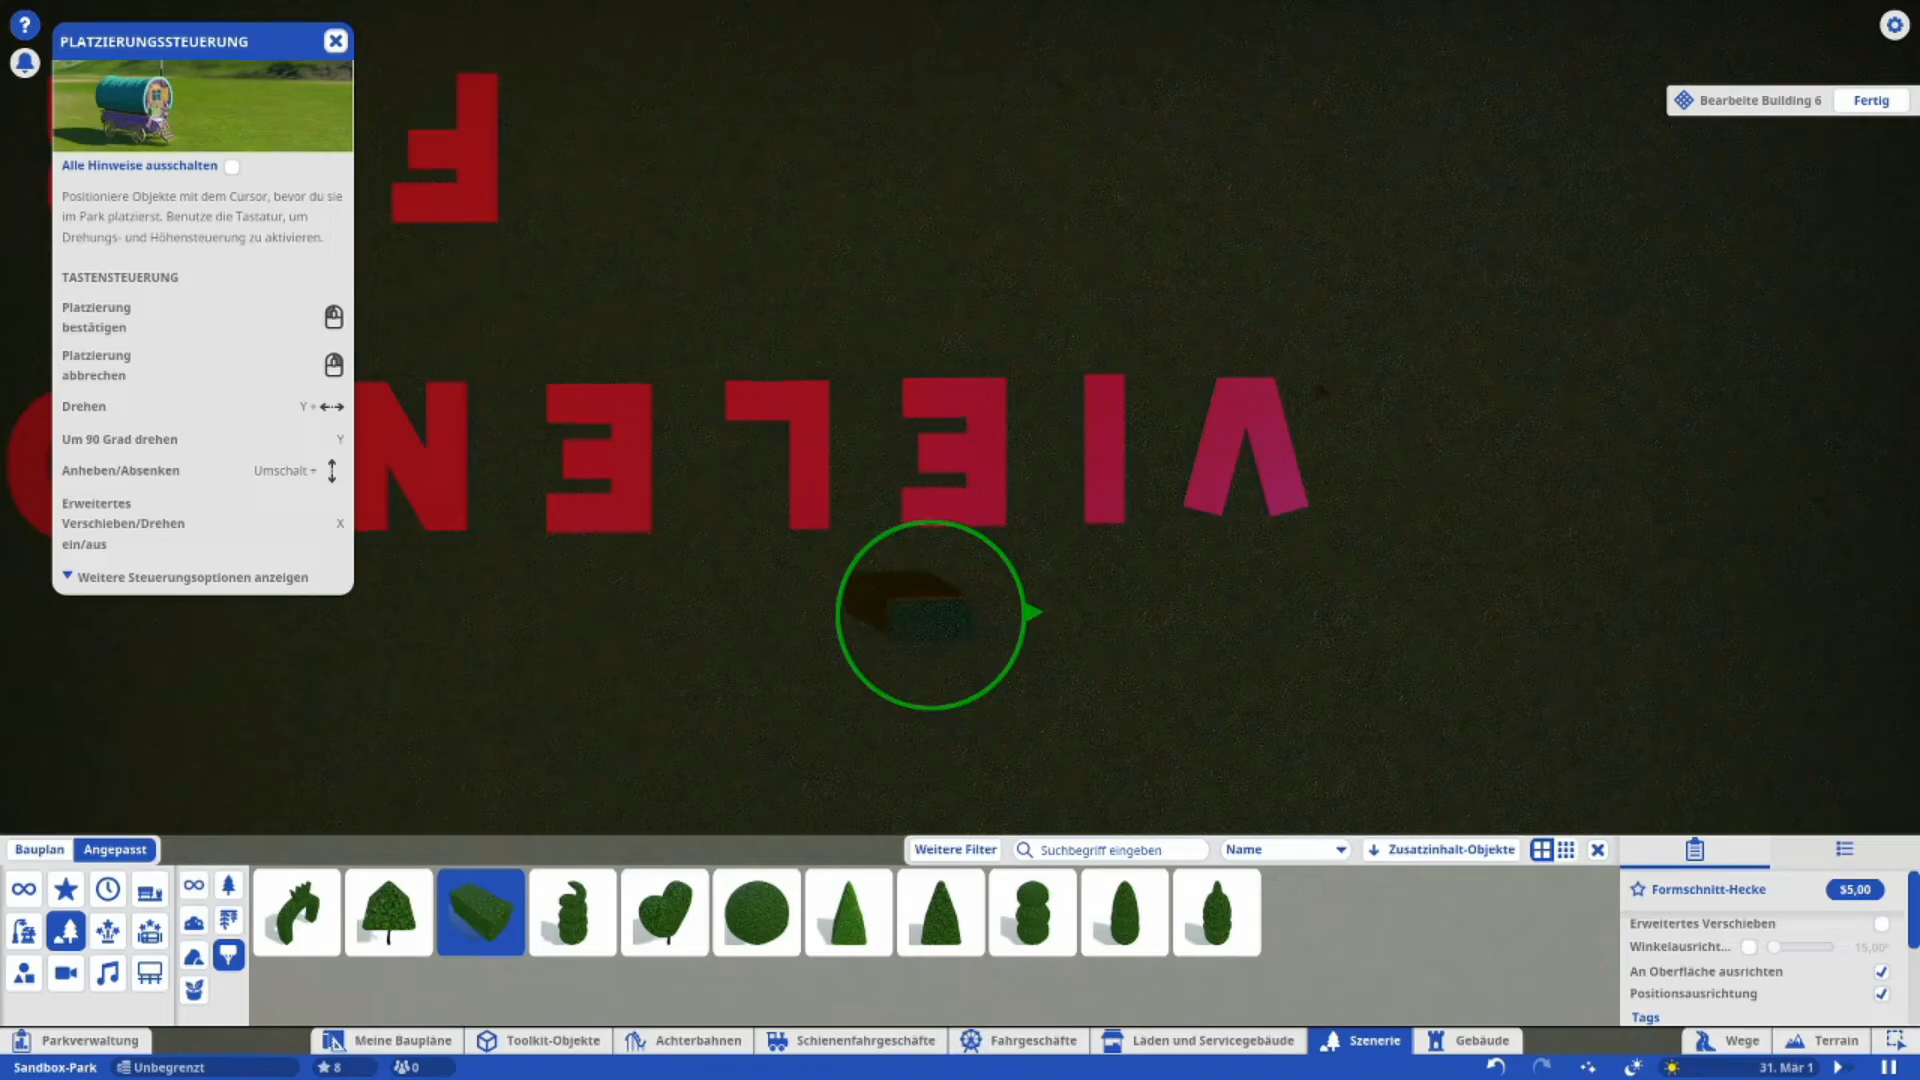 PLATZIERUNGSSTEUERUNG
Alle Hinweise ausschalten
Positioniere Objekte mit dem Cursor, bevor du sie
im Park platzierst. Benutze die Tastatur, um
Drehungs- und Höhensteuerung zu aktivieren.
TASTENSTEUERUNG
Platzierung
bestätigen
Platzierung
abbrechen
Drehen Y +
Um 90 Grad drehen Y
Anheben/Absenken Umschalt +
Erweitertes
Verschieben/Drehen X
ein/aus
Weitere Steuerungsoptionen anzeigen
Bearbeite Building 6 Fertig
F
VIELEN
Bauplan Angepasst
Weitere Filter Suchbegriff eingeben Name Zusatzinhalt-Objekte
Formschnitt-Hecke $5,00
Erweitertes Verschieben
Winkelausricht... 15,00°
An Oberfläche ausrichten
Positionsausrichtung
Tags
Parkverwaltung Meine Baupläne Toolkit-Objekte Achterbahnen Schienenfahrgeschäfte Fahrgeschäfte Läden und Servicegebäude Szenerie Gebäude Wege Terrain
Sandbox-Park Unbegrenzt 8 0 31. Mär 1